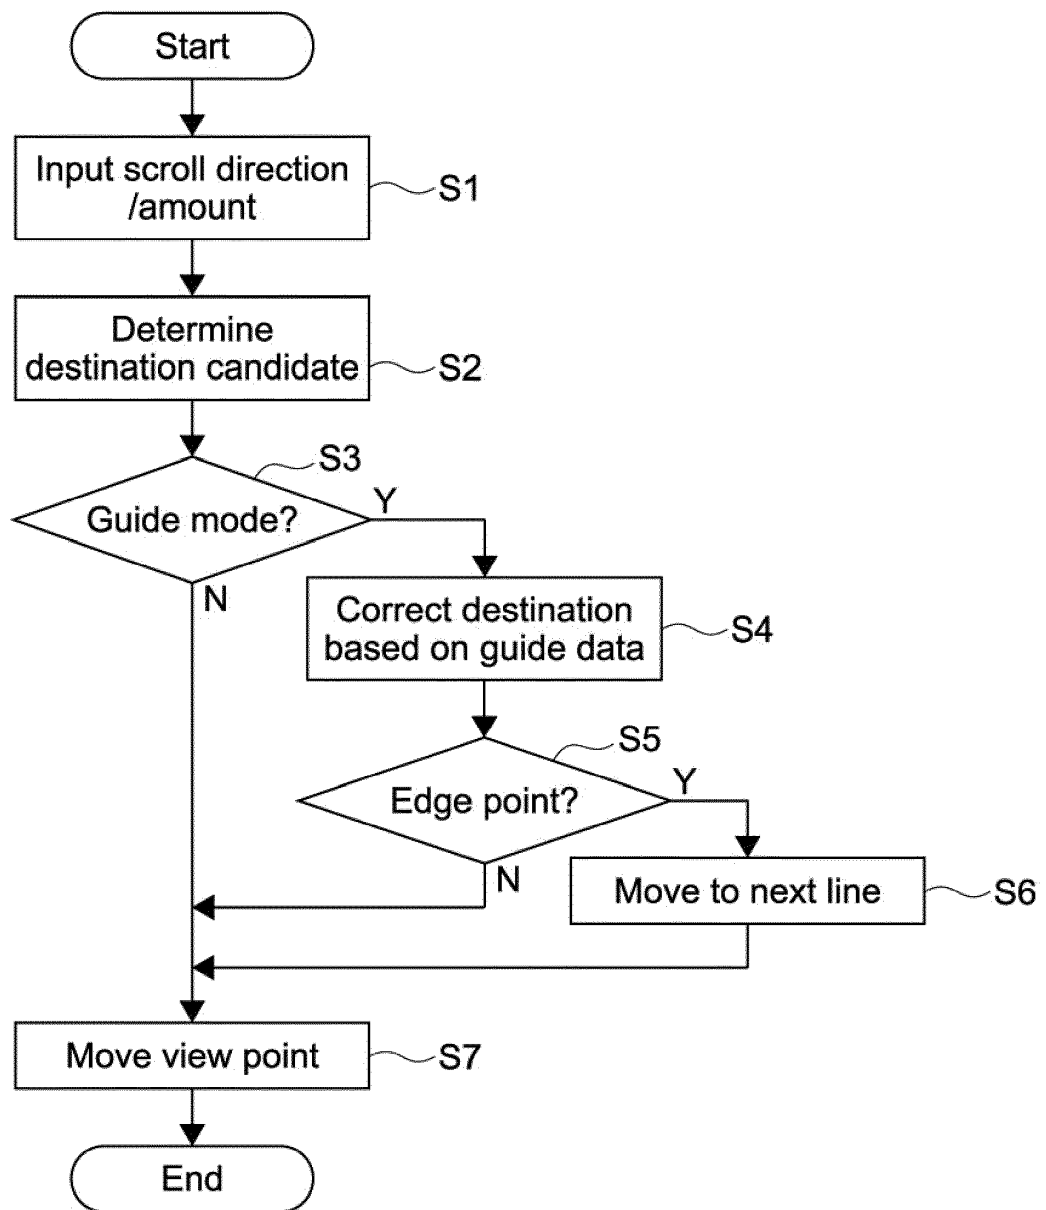 Start
Input scroll direction
/amount
S1
Determine
destination candidate
S2
S3
Guide mode?
Y
N
Correct destination
based on guide data
S4
S5
Edge point?
Y
N
Move to next line
S6
Move view point
S7
End